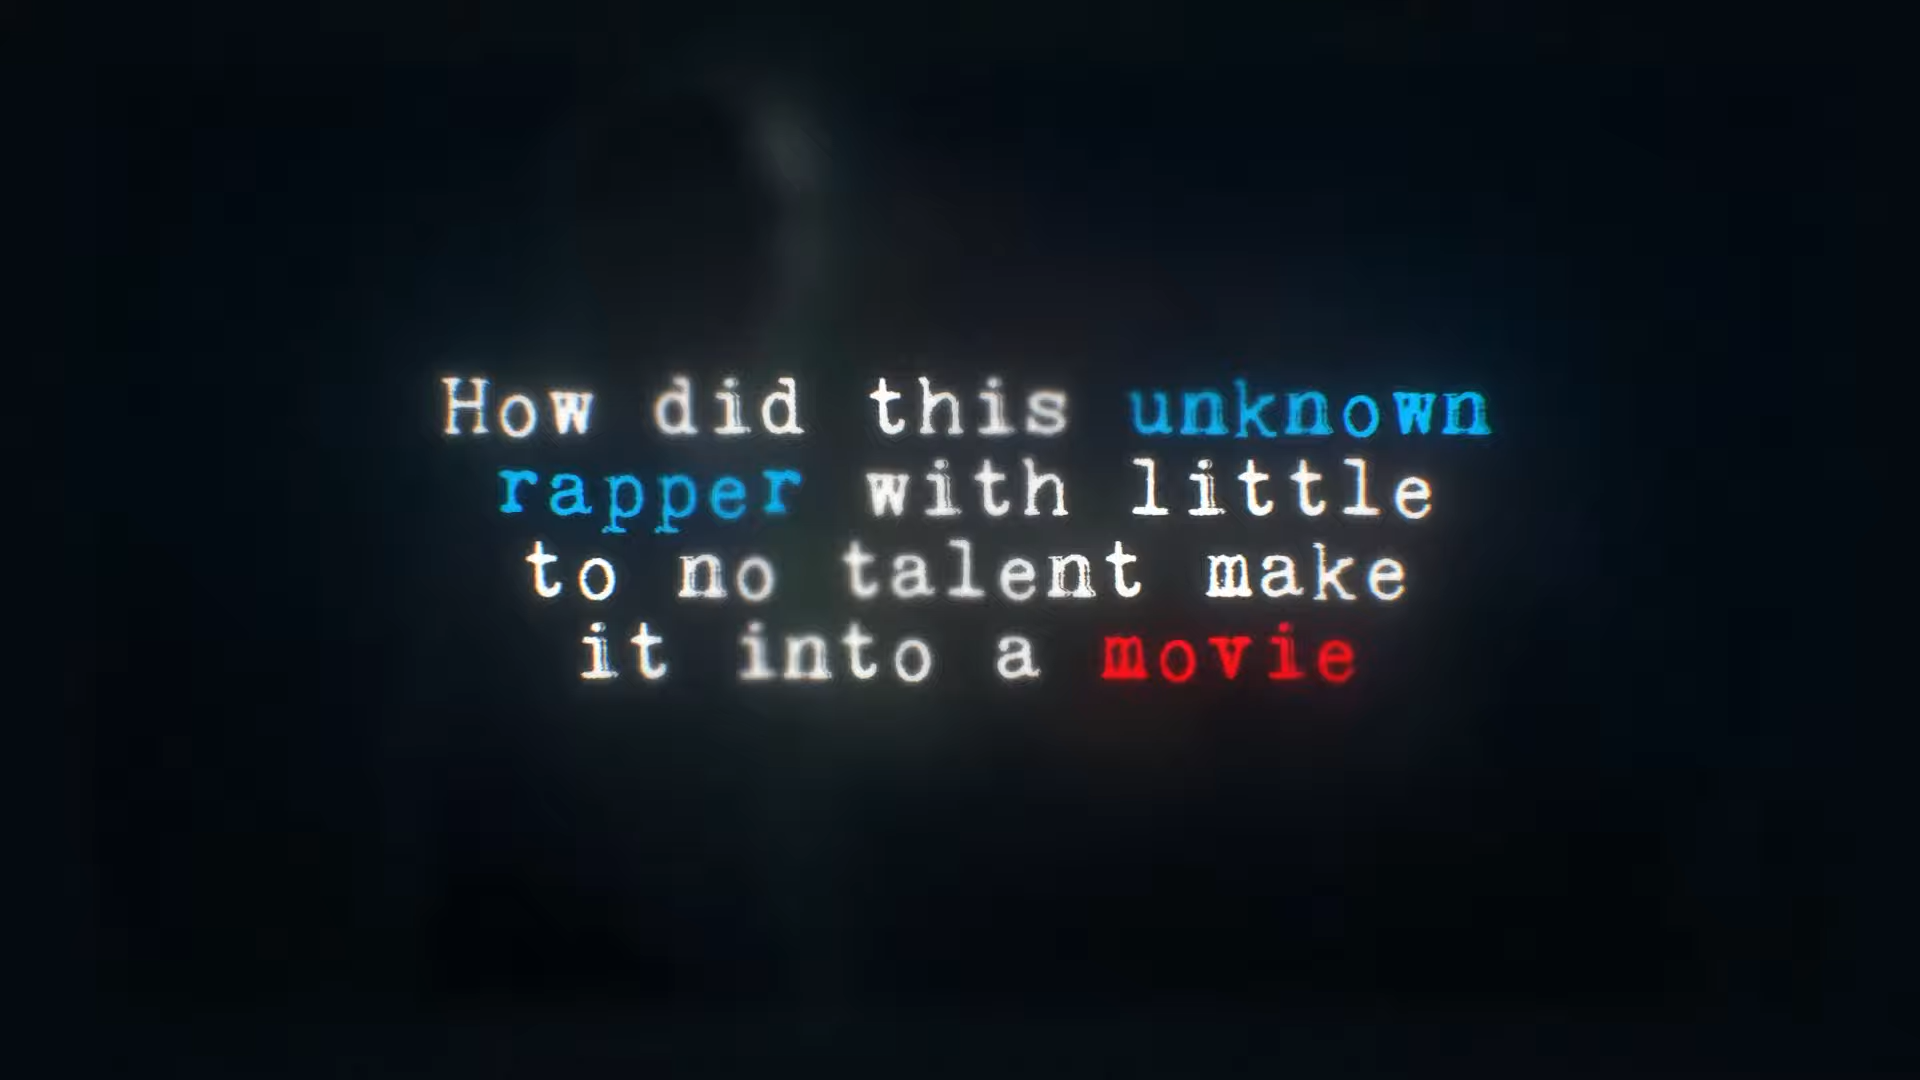 How did this unknown
rapper with little
to no talent make
it into a movie